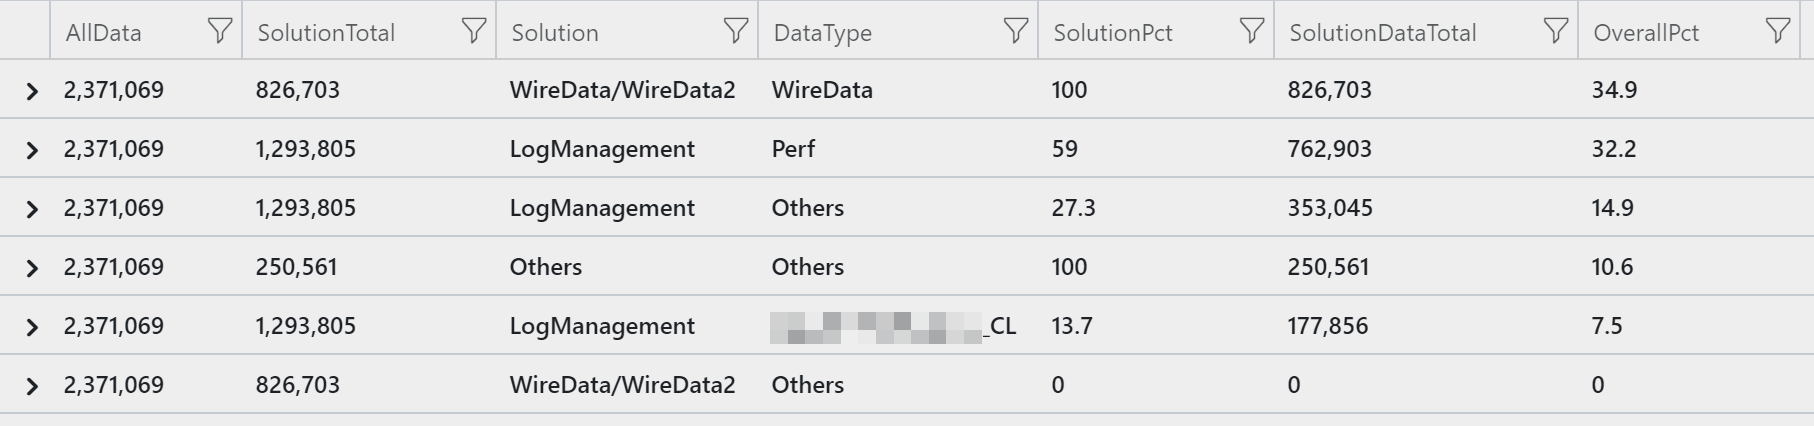 AllData SolutionTotal Solution DataType SolutionPct SolutionDataTotal OverallPct
2,371,069 826,703 WireData/WireData2 WireData 100 826,703 34.9
2,371,069 1,293,805 LogManagement Perf 59 762,903 32.2
2,371,069 1,293,805 LogManagement Others 27.3 353,045 14.9
2,371,069 250,561 Others Others 100 250,561 10.6
2,371,069 1,293,805 LogManagement _CL 13.7 177,856 7.5
2,371,069 826,703 WireData/WireData2 Others 0 0 0